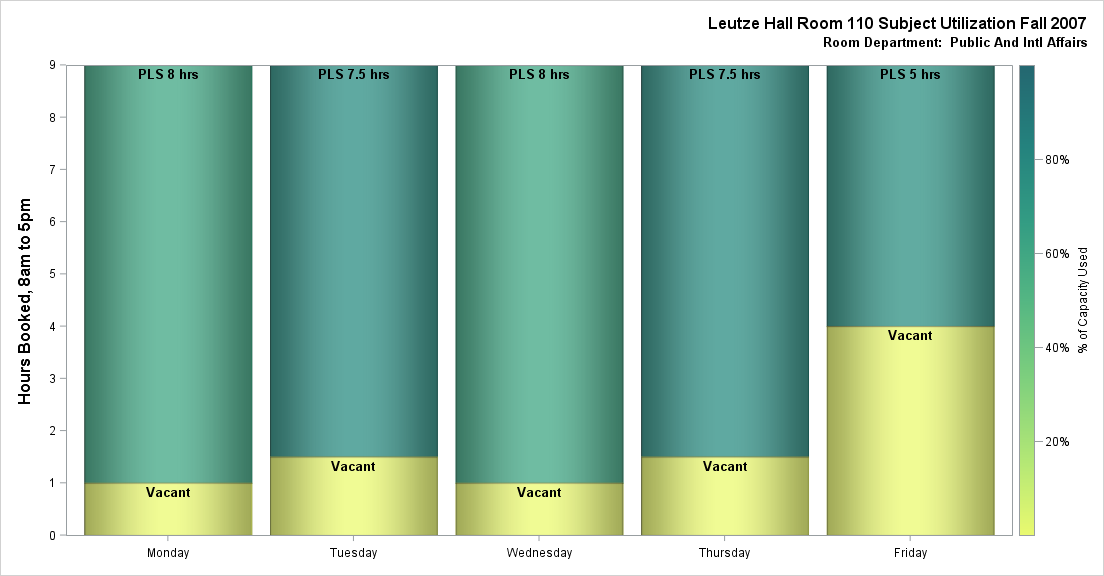 Leutze Hall Room 110 Subject Utilization Fall 2007
Room Department: Public And Intl Affairs
Hours Booked, 8am to 5pm
9
8
7
6
5
4
3
2
1
0
PLS 8 hrs
PLS 7.5 hrs
PLS 8 hrs
PLS 7.5 hrs
PLS 5 hrs
Vacant
Vacant
Vacant
Vacant
Vacant
Monday
Tuesday
Wednesday
Thursday
Friday
80%
60%
40%
20%
% of Capacity Used